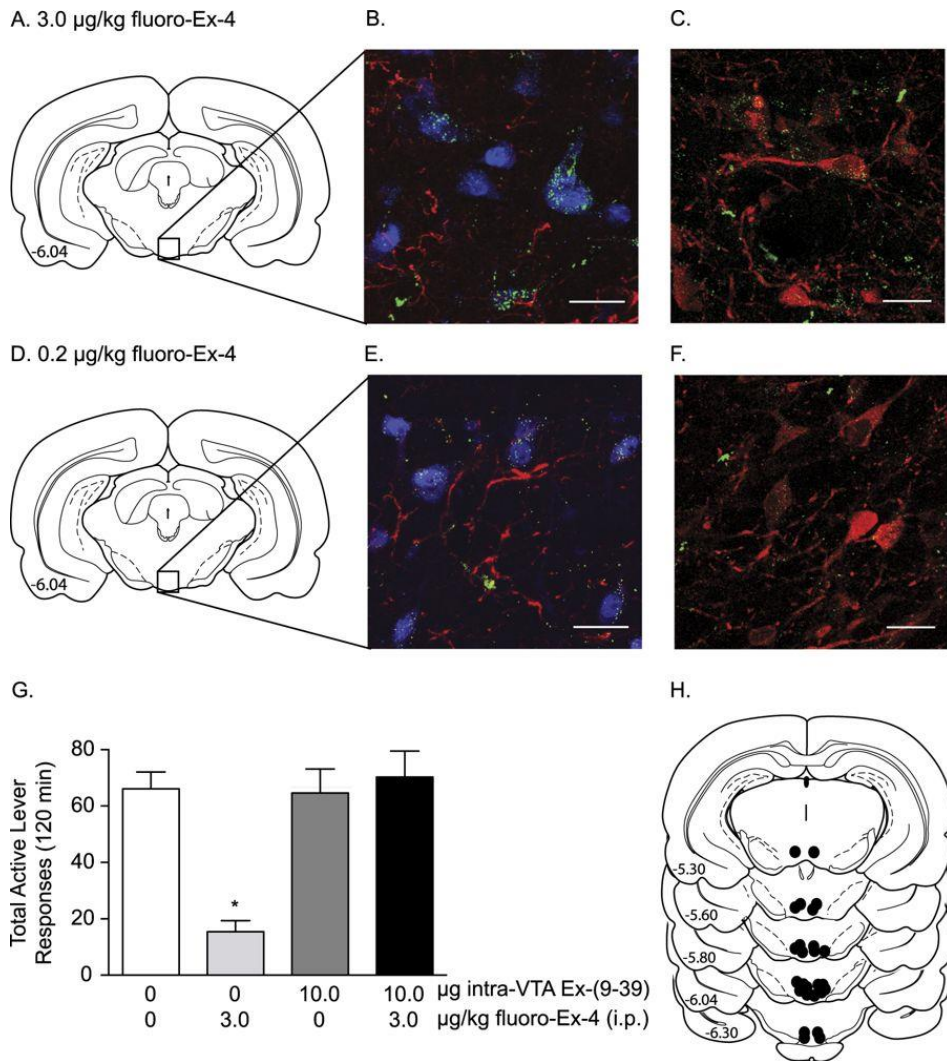 A. 3.0 µg/kg fluoro-Ex-4
B.
C.
-6.04
D. 0.2 µg/kg fluoro-Ex-4
E.
F.
-6.04
G.
H.
Total Active Lever
Responses (120 min)
80
60
40
20
0
*
0 0 10.0 10.0 µg intra-VTA Ex-(9-39)
0 3.0 0 3.0 µg/kg fluoro-Ex-4 (i.p.)
-5.30
-5.60
-5.80
-6.04
-6.30